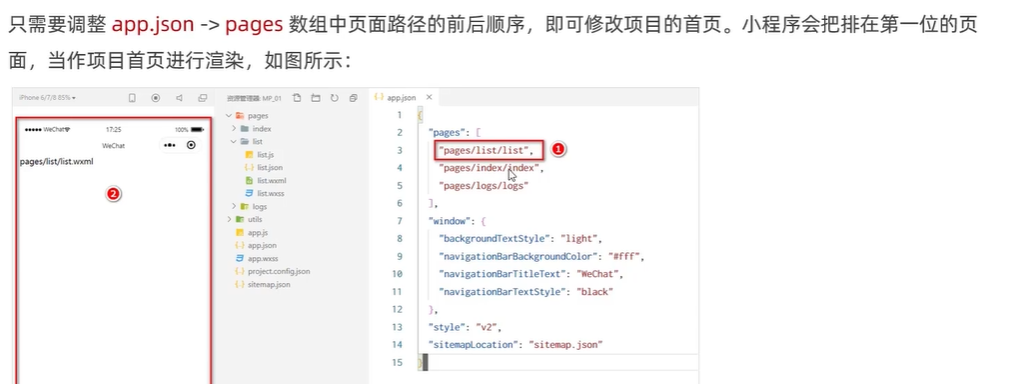 只需要调整 app.json -> pages 数组中页面路径的前后顺序，即可修改项目的首页。小程序会把排在第一位的页
面，当作项目首页进行渲染，如图所示：
iPhone 6/7/8 85%
资源管理器: MP_01
app.json
WeChat
17:25
100%
WeChat
pages/list/list.wxml
2
pages
index
list
list.js
list.json
list.wxml
list.wxss
logs
utils
app.js
app.json
app.wxss
project.config.json
sitemap.json
1 {
2 "pages": [
3 "pages/list/list",
1
4 "pages/index/index",
5 "pages/logs/logs"
6 ],
7 "window": {
8 "backgroundTextStyle": "light",
9 "navigationBarBackgroundColor": "#fff",
10 "navigationBarTitleText": "WeChat",
11 "navigationBarTextStyle": "black"
12 },
13 "style": "v2",
14 "sitemapLocation": "sitemap.json"
15 }